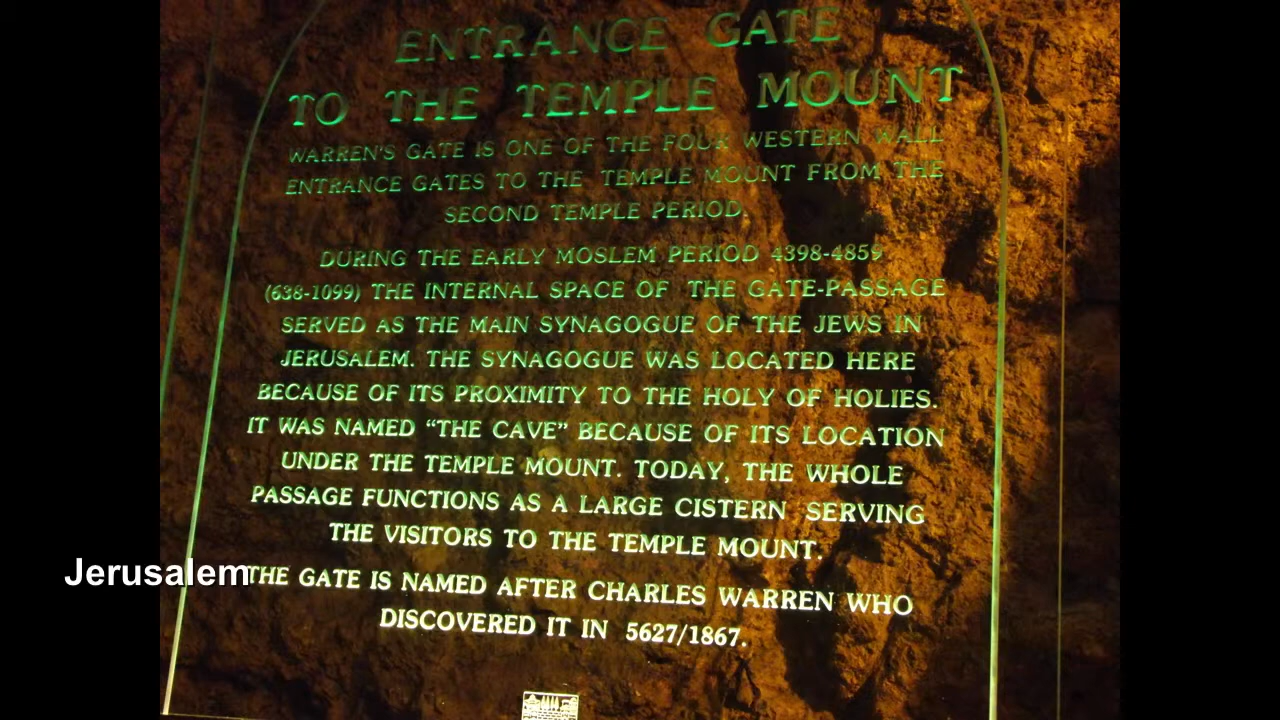 ENTRANCE GATE
TO THE TEMPLE MOUNT
WARREN'S GATE IS ONE OF THE FOUR WESTERN WALL
ENTRANCE GATES TO THE TEMPLE MOUNT FROM THE
SECOND TEMPLE PERIOD.
DURING THE EARLY MOSLEM PERIOD 4398-4859
(638-1099) THE INTERNAL SPACE OF THE GATE-PASSAGE
SERVED AS THE MAIN SYNAGOGUE OF THE JEWS IN
JERUSALEM. THE SYNAGOGUE WAS LOCATED HERE
BECAUSE OF ITS PROXIMITY TO THE HOLY OF HOLIES.
IT WAS NAMED “THE CAVE” BECAUSE OF ITS LOCATION
UNDER THE TEMPLE MOUNT. TODAY, THE WHOLE
PASSAGE FUNCTIONS AS A LARGE CISTERN SERVING
THE VISITORS TO THE TEMPLE MOUNT.
Jerusalem
THE GATE IS NAMED AFTER CHARLES WARREN WHO
DISCOVERED IT IN 5627/1867.